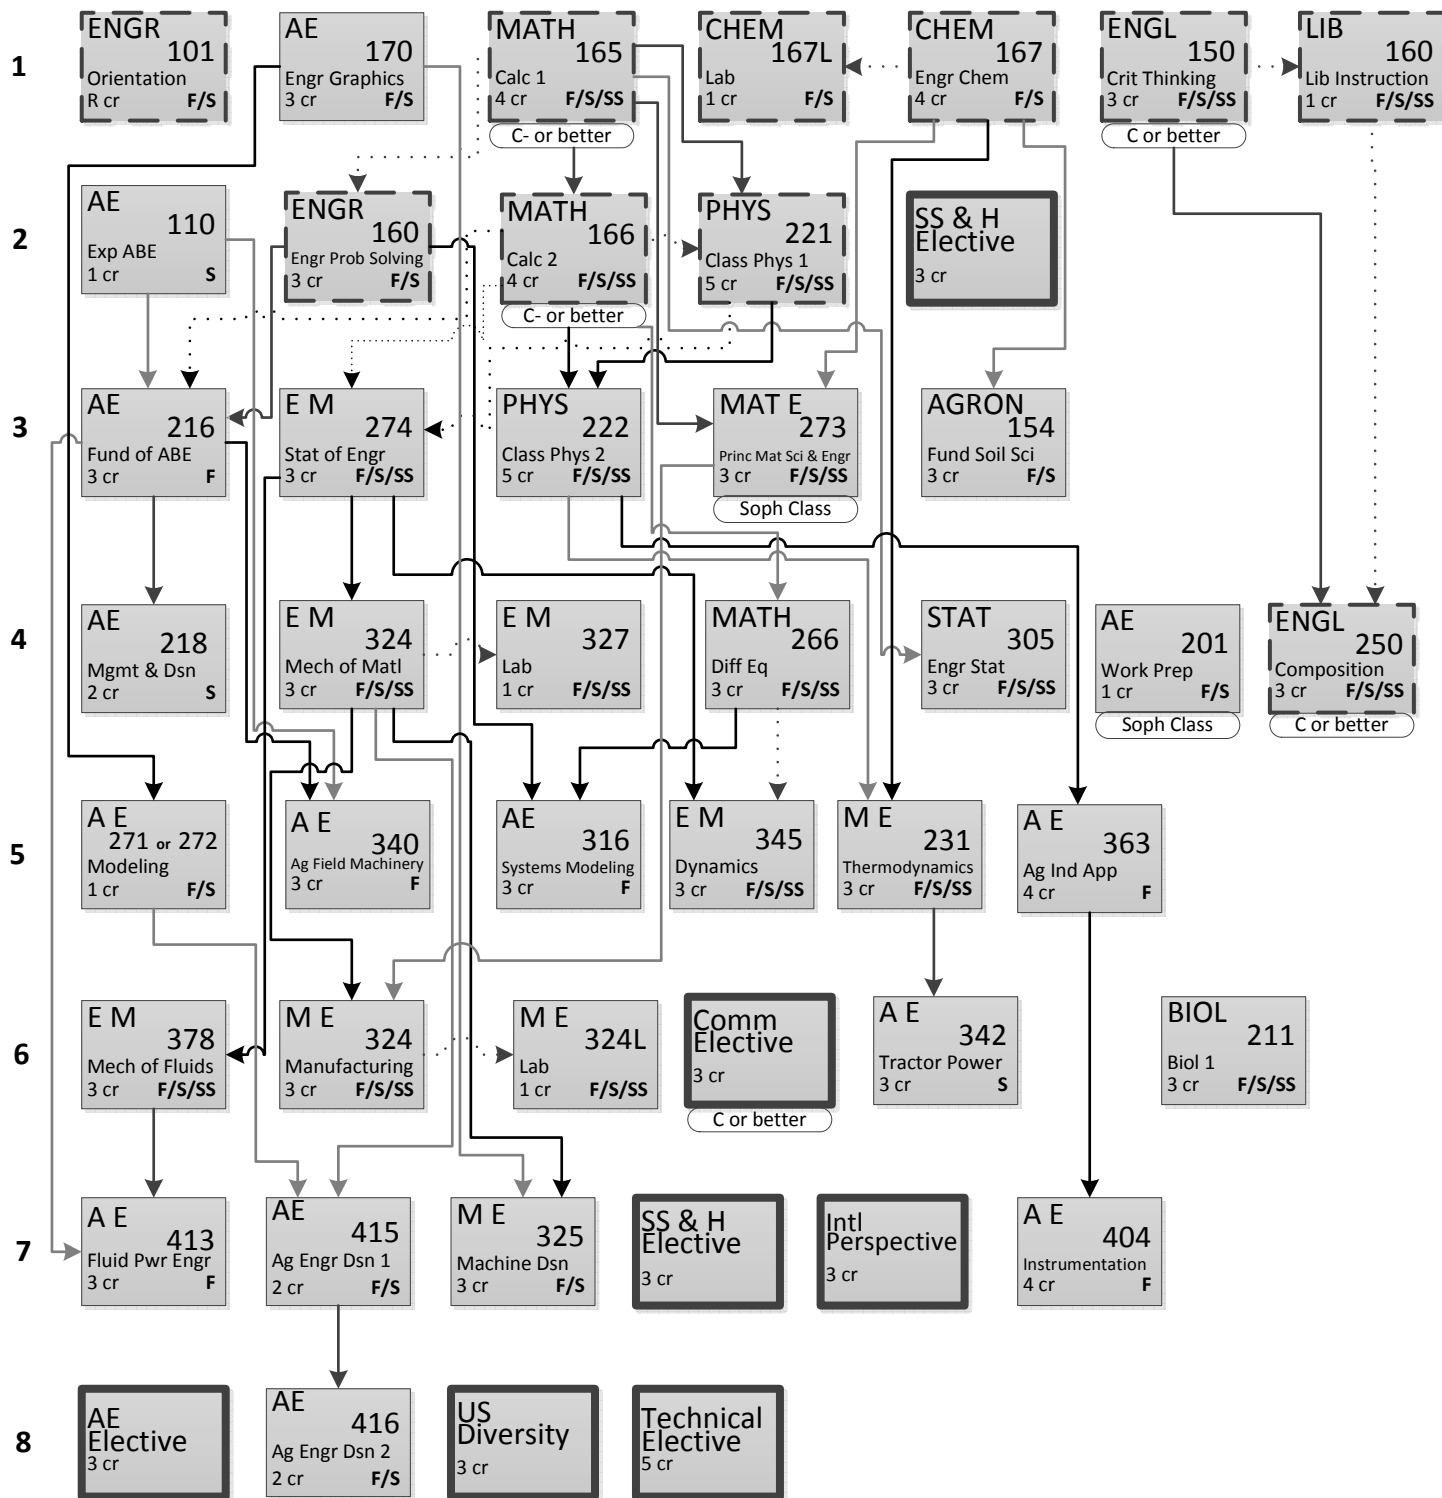 1
ENGR
101
Orientation
R cr
AE
170
Engr Graphics
3 cr F/S
MATH
165
Calc 1
4 cr F/S/SS
C- or better
CHEM
167L
Lab
1 cr F/S
CHEM
167
Engr Chem
4 cr F/S
ENGL
150
Crit Thinking
3 cr F/S/SS
C or better
LIB
160
Lib Instruction
1 cr F/S/SS
2
AE
110
Exp ABE
1 cr S
ENGR
160
Engr Prob Solving
3 cr F/S
MATH
166
Calc 2
4 cr F/S/SS
C- or better
PHYS
221
Class Phys 1
5 cr F/S/SS
SS & H
Elective
3 cr
3
AE
216
Fund of ABE
3 cr F
E M
274
Stat of Engr
3 cr F/S/SS
PHYS
222
Class Phys 2
5 cr F/S/SS
MAT E
273
Princ Mat Sci & Engr
3 cr F/S/SS
Soph Class
AGRON
154
Fund Soil Sci
3 cr F/S
4
AE
218
Mgmt & Dsn
2 cr S
E M
324
Mech of Matl
3 cr F/S/SS
E M
327
Lab
1 cr F/S/SS
MATH
266
Diff Eq
3 cr F/S/SS
STAT
305
Engr Stat
3 cr F/S/SS
AE
201
Work Prep
1 cr F/S
Soph Class
ENGL
250
Composition
3 cr F/S/SS
C or better
5
A E
271 or 272
Modeling
1 cr F/S
A E
340
Ag Field Machinery
3 cr F
AE
316
Systems Modeling
3 cr F
E M
345
Dynamics
3 cr F/S/SS
M E
231
Thermodynamics
3 cr F/S/SS
A E
363
Ag Ind App
4 cr F
6
E M
378
Mech of Fluids
3 cr F/S/SS
M E
324
Manufacturing
3 cr F/S/SS
M E
324L
Lab
1 cr F/S/SS
Comm
Elective
3 cr
C or better
A E
342
Tractor Power
3 cr S
BIOL
211
Biol 1
3 cr F/S/SS
7
A E
413
Fluid Pwr Engr
3 cr F
AE
415
Ag Engr Dsn 1
2 cr F/S
M E
325
Machine Dsn
3 cr F/S
SS & H
Elective
3 cr
Intl
Perspective
3 cr
A E
404
Instrumentation
4 cr F
8
AE
Elective
3 cr
AE
416
Ag Engr Dsn 2
2 cr F/S
US
Diversity
3 cr
Technical
Elective
5 cr